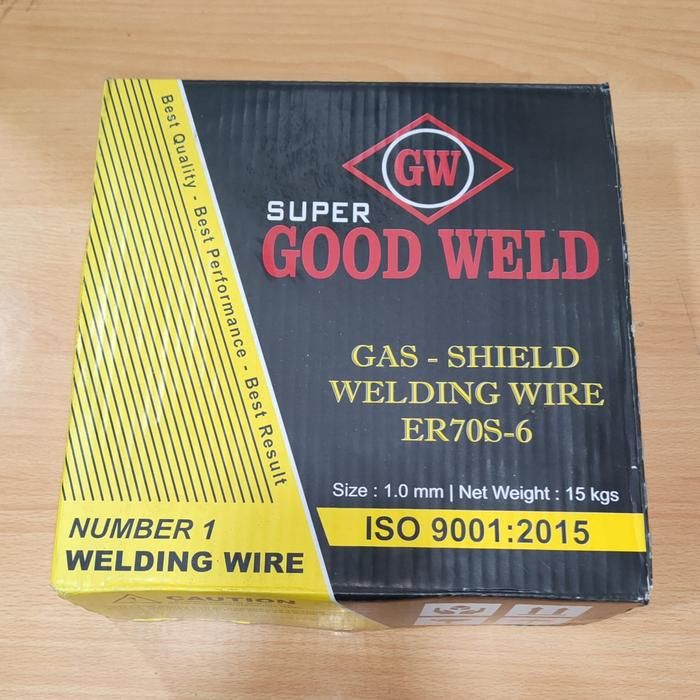 GW
SUPER
GOOD WELD
Best Quality - Best Performance - Best Result
GAS - SHIELD
WELDING WIRE
ER70S-6
Size : 1.0 mm | Net Weight : 15 kgs
ISO 9001:2015
NUMBER 1
WELDING WIRE
CAUTION